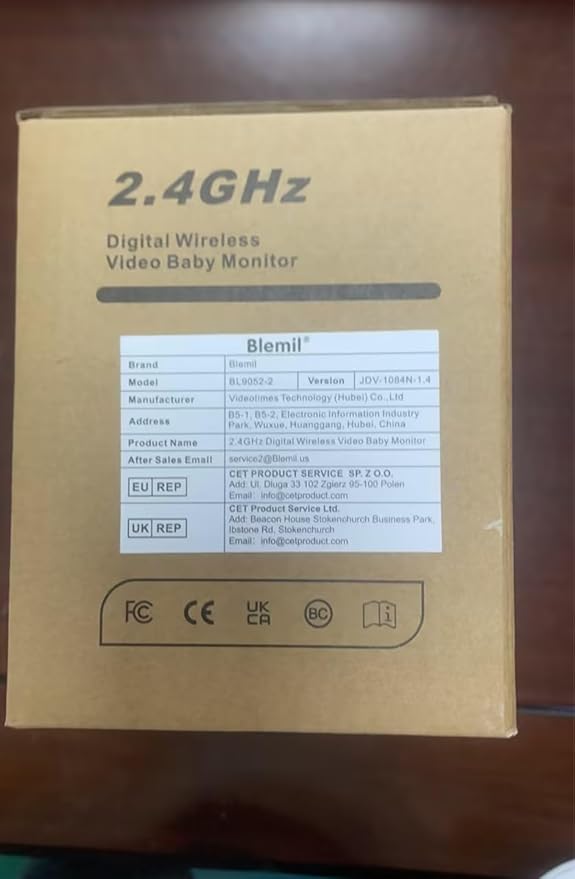 2.4GHz
Digital Wireless
Video Baby Monitor
Blemil®
Brand Blemil
Model BL9052-2 Version JDV-1084N-1.4
Manufacturer Videotimes Technology (Hubei) Co.,Ltd
Address B5-1, B5-2, Electronic Information Industry
Park, Wuxue, Huanggang, Hubei, China
Product Name 2.4GHz Digital Wireless Video Baby Monitor
After Sales Email service2@Blemil.us
EU REP CET PRODUCT SERVICE SP. Z O.O.
Add: Ul. Dluga 33 102 Zgierz 95-100 Polen
Email: info@cetproduct.com
UK REP CET Product Service Ltd.
Add: Beacon House Stokenchurch Business Park,
Ibstone Rd, Stokenchurch
Email: info@cetproduct.com
FC CE UK CA BC i